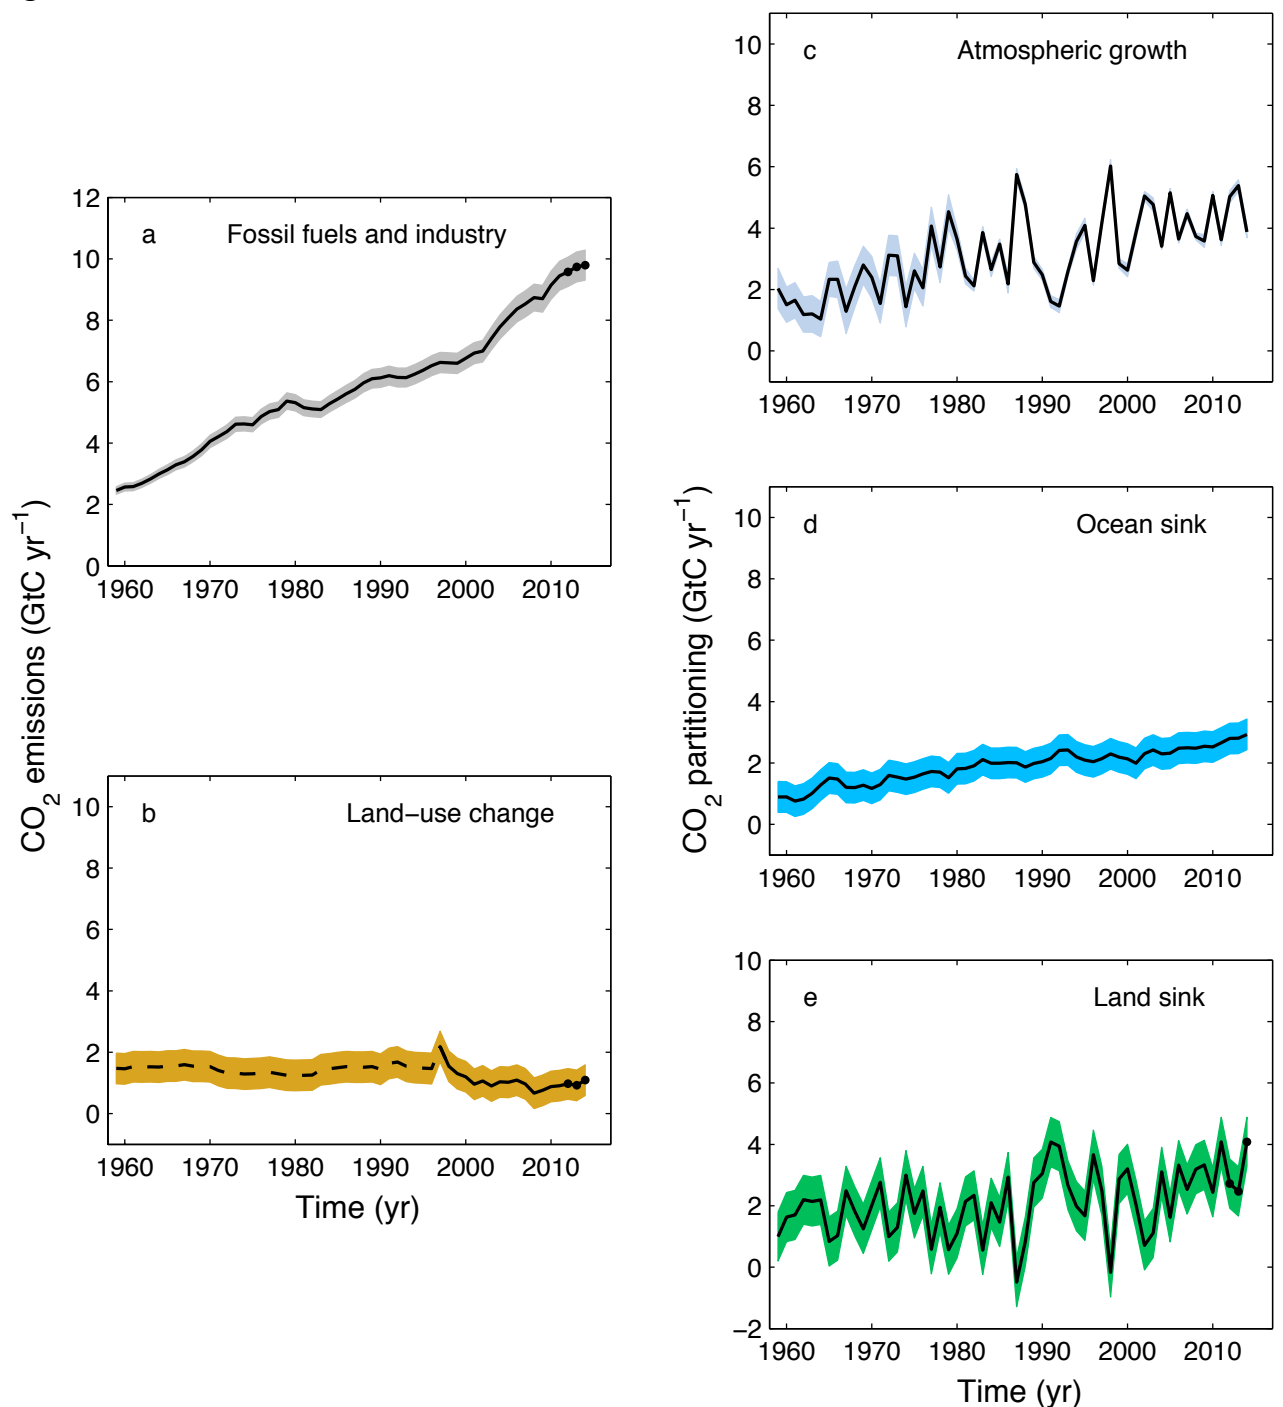 12
10
8
6
4
2
0
a Fossil fuels and industry
1960 1970 1980 1990 2000 2010
10
8
6
4
2
0
b Land−use change
1960 1970 1980 1990 2000 2010
Time (yr)
CO2 emissions (GtC yr−1)
10
8
6
4
2
0
c Atmospheric growth
1960 1970 1980 1990 2000 2010
10
8
6
4
2
0
d Ocean sink
1960 1970 1980 1990 2000 2010
10
8
6
4
2
0
−2
e Land sink
1960 1970 1980 1990 2000 2010
Time (yr)
CO2 partitioning (GtC yr−1)